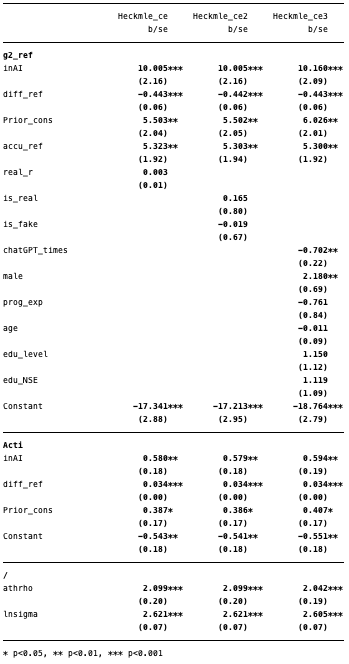 Heckmle_ce Heckmle_ce2 Heckmle_ce3
b/se b/se b/se
g2_ref
inAI 10.005*** 10.005*** 10.160***
(2.16) (2.16) (2.09)
diff_ref −0.443*** −0.442*** −0.443***
(0.06) (0.06) (0.06)
Prior_cons 5.503** 5.502** 6.026**
(2.04) (2.05) (2.01)
accu_ref 5.323** 5.303** 5.300**
(1.92) (1.94) (1.92)
real_r 0.003
(0.01)
is_real 0.165
(0.80)
is_fake −0.019
(0.67)
chatGPT_times −0.702**
(0.22)
male 2.180**
(0.69)
prog_exp −0.761
(0.84)
age −0.011
(0.09)
edu_level 1.150
(1.12)
edu_NSE 1.119
(1.09)
Constant −17.341*** −17.213*** −18.764***
(2.88) (2.95) (2.79)
Acti
inAI 0.580** 0.579** 0.594**
(0.18) (0.18) (0.19)
diff_ref 0.034*** 0.034*** 0.034***
(0.00) (0.00) (0.00)
Prior_cons 0.387* 0.386* 0.407*
(0.17) (0.17) (0.17)
Constant −0.543** −0.541** −0.551**
(0.18) (0.18) (0.18)
/
athrho 2.099*** 2.099*** 2.042***
(0.20) (0.20) (0.19)
lnsigma 2.621*** 2.621*** 2.605***
(0.07) (0.07) (0.07)
* p<0.05, ** p<0.01, *** p<0.001